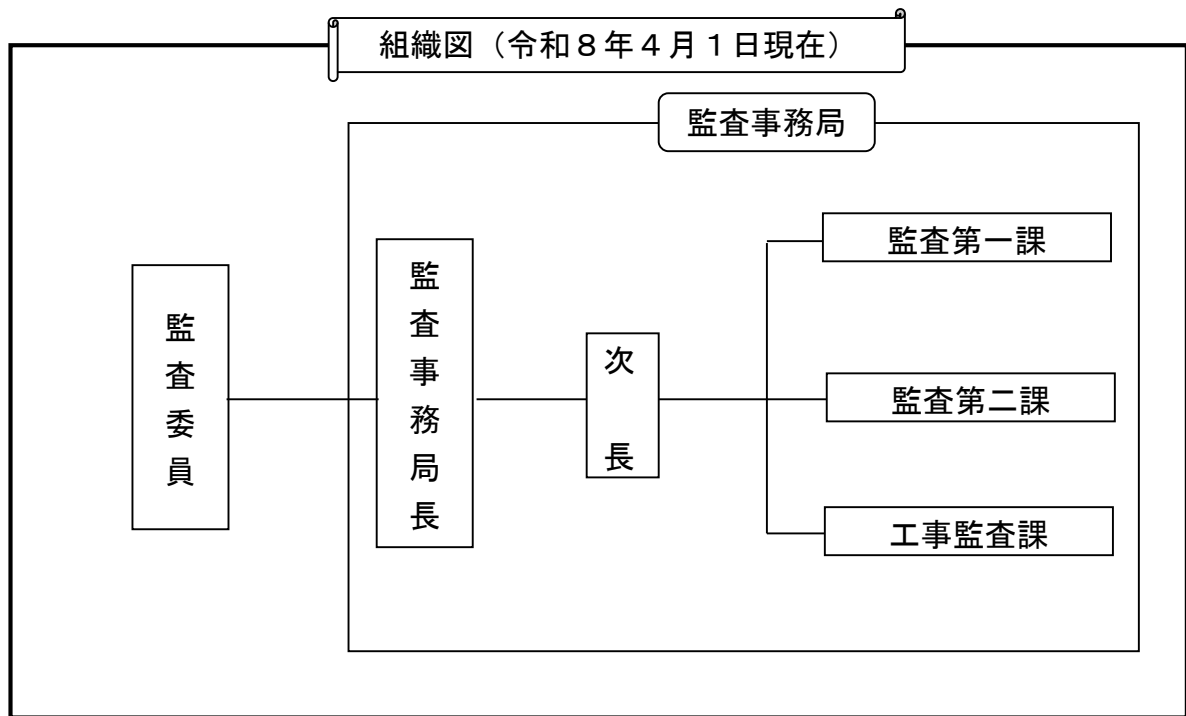 組織図（令和８年４月１日現在）
監査事務局
監査委員
監査事務局長
次長
監査第一課
監査第二課
工事監査課